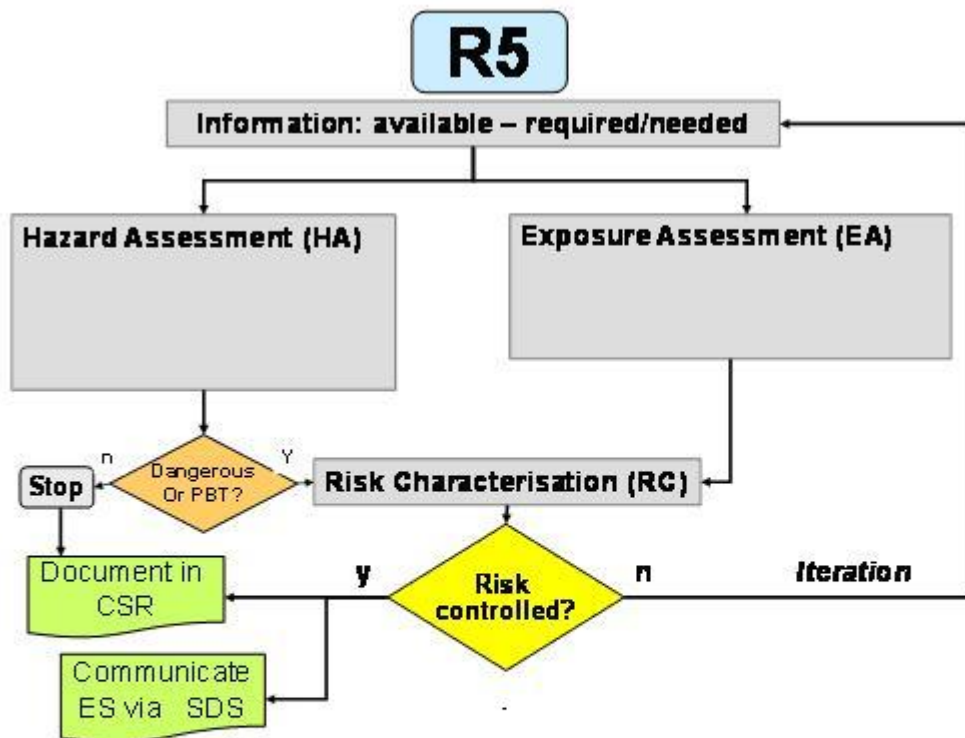 R5
Information: available – required/needed
Hazard Assessment (HA)
Exposure Assessment (EA)
n
Dangerous
Or PBT?
Y
Stop
Risk Characterisation (RC)
Document in
CSR
y
Risk
controlled?
n
Iteration
Communicate
ES via SDS